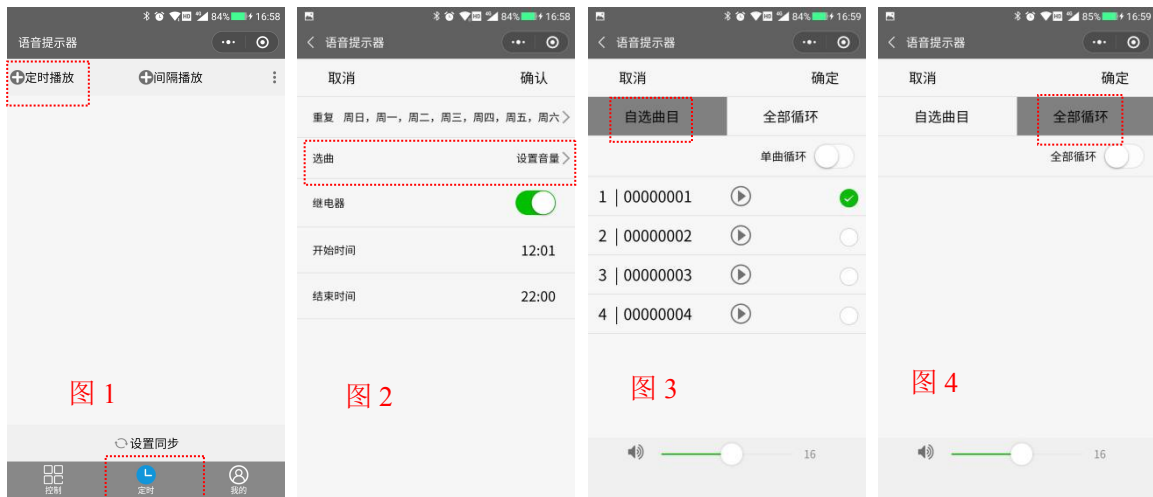 16:58
84%
语音提示器
定时播放 间隔播放
图 1
设置同步
控制 定时 我的
84% 16:58
语音提示器
取消 确认
重复 周日，周一，周二，周三，周四，周五，周六
选曲 设置音量
继电器
开始时间 12:01
结束时间 22:00
图 2
84% 16:59
语音提示器
取消 确定
自选曲目 全部循环
单曲循环
1 | 00000001
2 | 00000002
3 | 00000003
4 | 00000004
图 3
16
85% 16:59
语音提示器
取消 确定
自选曲目 全部循环
全部循环
图 4
16